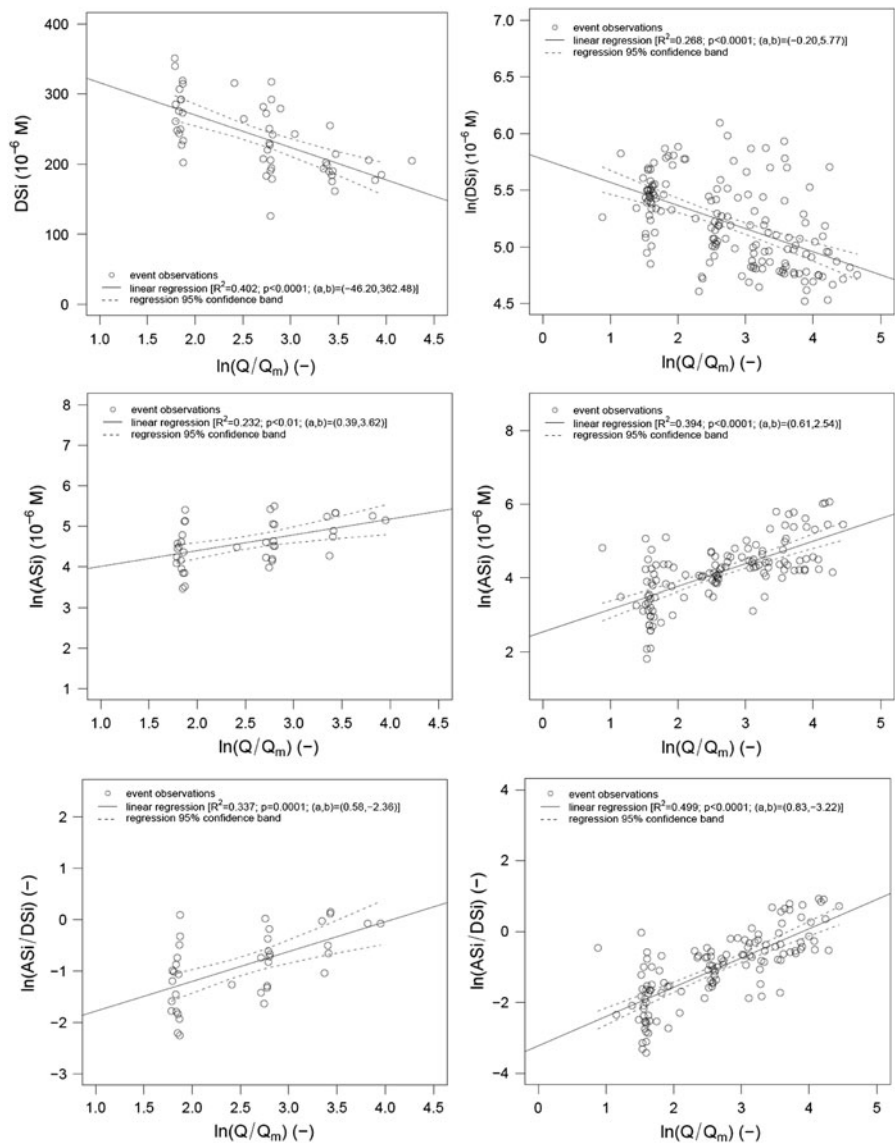 400
300
200
100
0
DSi (10⁻⁶ M)
event observations
linear regression [R²=0.402; p<0.0001; (a,b)=(−46.20,362.48)]
regression 95% confidence band
1.0 1.5 2.0 2.5 3.0 3.5 4.0 4.5
ln(Q/Qₘ) (−)
event observations
linear regression [R²=0.268; p<0.0001; (a,b)=(−0.20,5.77)]
regression 95% confidence band
7.0
6.5
6.0
5.5
5.0
4.5
ln(DSi) (10⁻⁶ M)
0 1 2 3 4 5
ln(Q/Qₘ) (−)
event observations
linear regression [R²=0.232; p<0.01; (a,b)=(0.39,3.62)]
regression 95% confidence band
8
7
6
5
4
3
2
1
ln(ASi) (10⁻⁶ M)
1.0 1.5 2.0 2.5 3.0 3.5 4.0 4.5
ln(Q/Qₘ) (−)
event observations
linear regression [R²=0.394; p<0.0001; (a,b)=(0.61,2.54)]
regression 95% confidence band
8
6
4
2
ln(ASi) (10⁻⁶ M)
0 1 2 3 4 5
ln(Q/Qₘ) (−)
event observations
linear regression [R²=0.337; p=0.0001; (a,b)=(0.58,−2.36)]
regression 95% confidence band
2
1
0
−1
−2
−3
ln(ASi/DSi) (−)
1.0 1.5 2.0 2.5 3.0 3.5 4.0 4.5
ln(Q/Qₘ) (−)
event observations
linear regression [R²=0.499; p<0.0001; (a,b)=(0.83,−3.22)]
regression 95% confidence band
4
2
0
−2
−4
ln(ASi/DSi) (−)
0 1 2 3 4 5
ln(Q/Qₘ) (−)